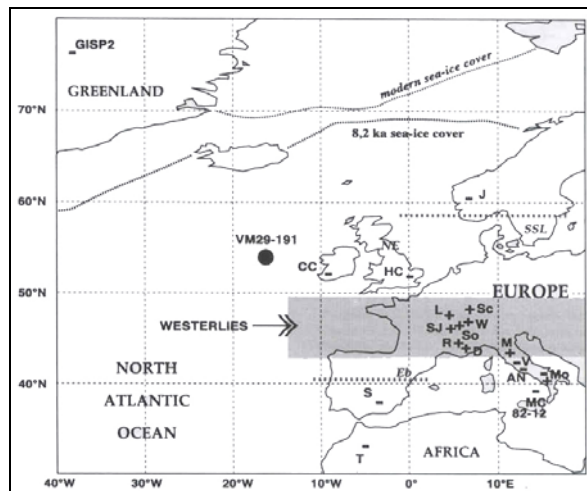 GISP2
GREENLAND
modern sea-ice cover
70°N
8,2 ka sea-ice cover
J
60°N
SSL
VM29-191
NE
CC
HC
50°N
EUROPE
L
Sc
WESTERLIES
SJ
W
So
R
D
M
V
NORTH
Eb
AN
Mo
40°N
ATLANTIC
S
MC
82-12
OCEAN
T
AFRICA
40°W
30°W
20°W
10°W
0°
10°E